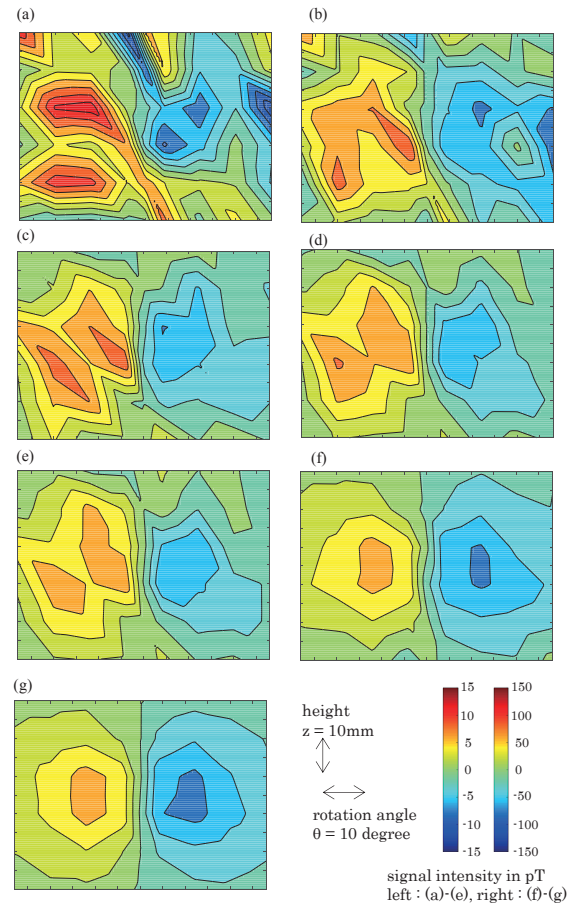 (a)
(b)
(c)
(d)
(e)
(f)
(g)
height
z = 10mm
rotation angle
θ = 10 degree
15 150
10 100
5 50
0 0
-5 -50
-10 -100
-15 -150
signal intensity in pT
left : (a)-(e), right : (f)-(g)